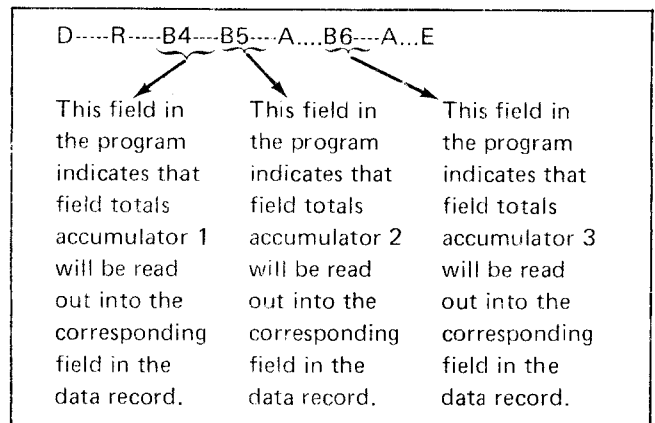 D-----R-----B4----B5----A....B6----A...E
This field in
the program
indicates that
field totals
accumulator 1
will be read
out into the
corresponding
field in the
data record.
This field in
the program
indicates that
field totals
accumulator 2
will be read
out into the
corresponding
field in the
data record.
This field in
the program
indicates that
field totals
accumulator 3
will be read
out into the
corresponding
field in the
data record.